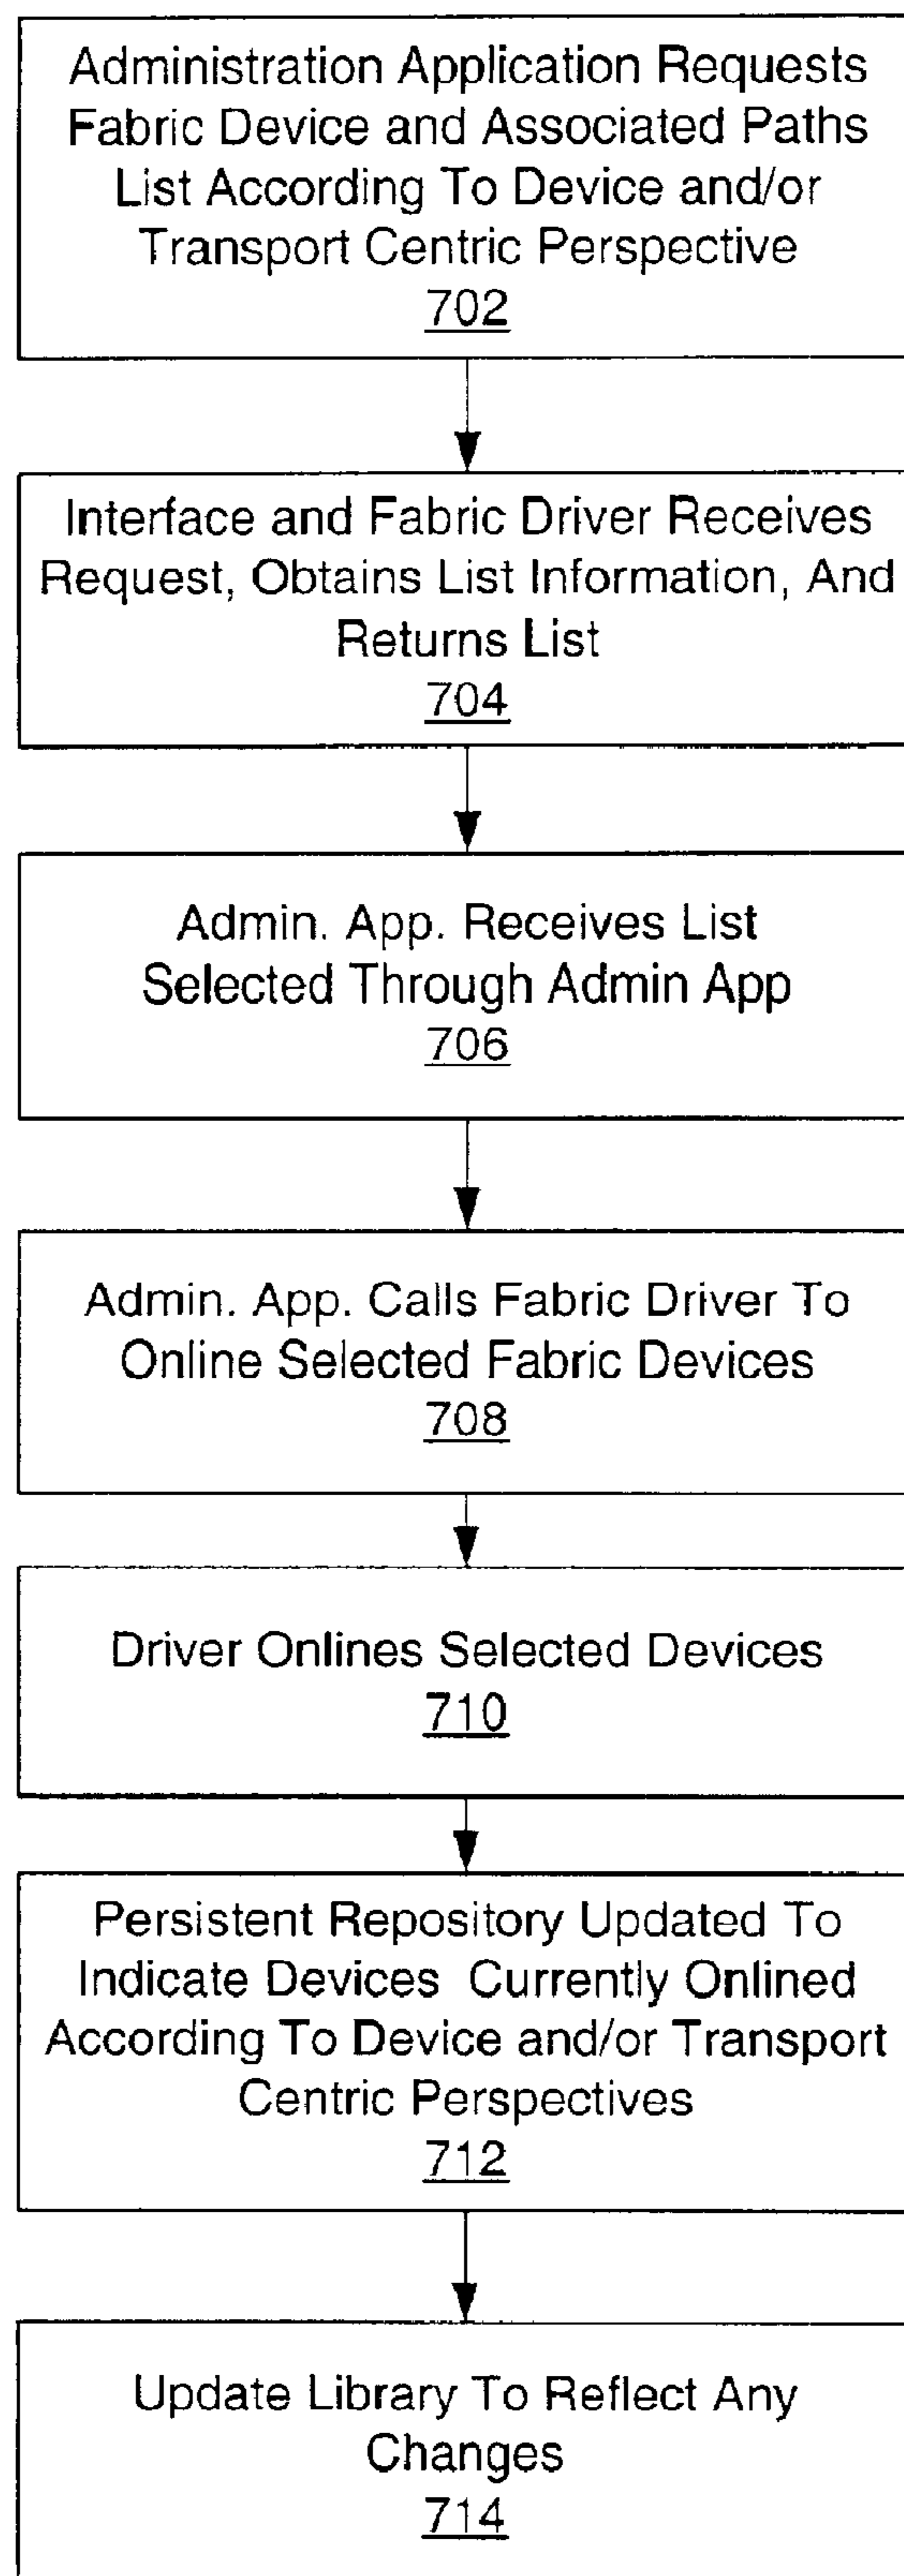 Administration Application Requests
Fabric Device and Associated Paths
List According To Device and/or
Transport Centric Perspective
702
Interface and Fabric Driver Receives
Request, Obtains List Information, And
Returns List
704
Admin. App. Receives List
Selected Through Admin App
706
Admin. App. Calls Fabric Driver To
Online Selected Fabric Devices
708
Driver Onlines Selected Devices
710
Persistent Repository Updated To
Indicate Devices Currently Onlined
According To Device and/or Transport
Centric Perspectives
712
Update Library To Reflect Any
Changes
714